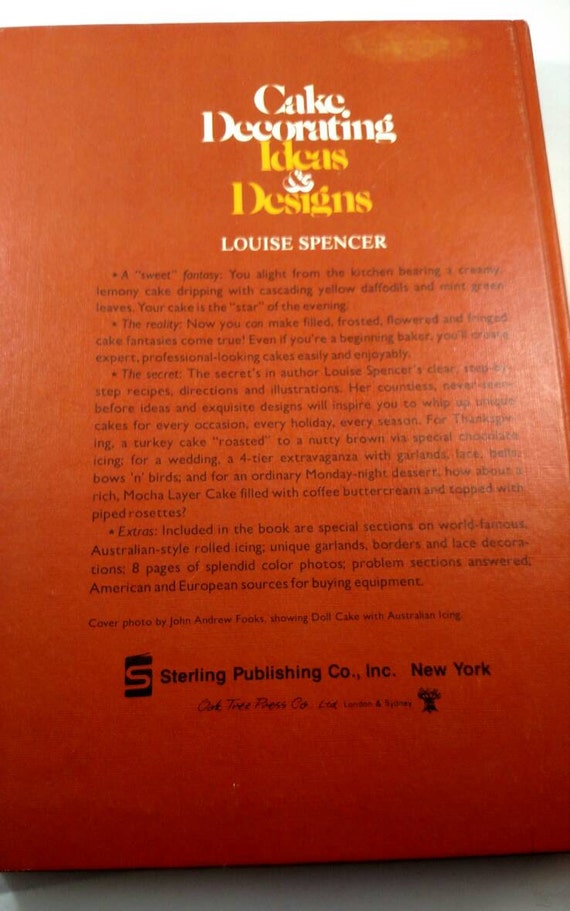 Cake
Decorating
Ideas
&
Designs
LOUISE SPENCER
• A "sweet" fantasy: You alight from the kitchen bearing a creamy,
lemony cake dripping with cascading yellow daffodils and mint green
leaves. Your cake is the "star" of the evening.
• The reality: Now you can make filled, frosted, flowered and fringed
cake fantasies come true! Even if you're a beginning baker, you'll create
expert, professional-looking cakes easily and enjoyably.
• The secret: The secret's in author Louise Spencer's clear, step-by-
step recipes, directions and illustrations. Her countless, never-seen-
before ideas and exquisite designs will inspire you to whip up unique
cakes for every occasion, every holiday, every season. For Thanksgiv-
ing, a turkey cake "roasted" to a nutty brown via special chocolate
icing; for a wedding, a 4-tier extravaganza with garlands, lace, bells,
bows 'n' birds; and for an ordinary Monday-night dessert, how about a
rich, Mocha Layer Cake filled with coffee buttercream and topped with
piped rosettes?
• Extras: Included in the book are special sections on world-famous,
Australian-style rolled icing; unique garlands, borders and lace decora-
tions; 8 pages of splendid color photos; problem sections answered;
American and European sources for buying equipment.
Cover photo by John Andrew Fooks, showing Doll Cake with Australian Icing.
S Sterling Publishing Co., Inc. New York
Oak Tree Press Co. Ltd London & Sydney